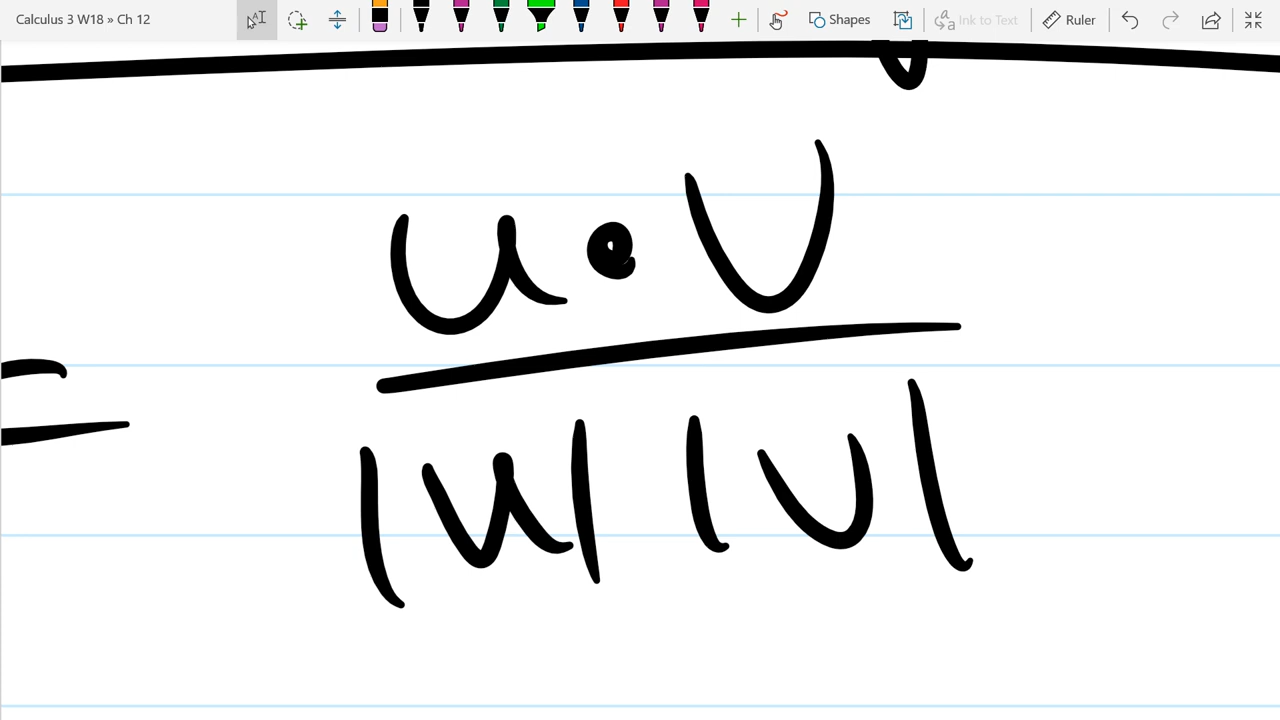 Calculus 3 W18 » Ch 12
Shapes
Ink to Text
Ruler
u • v
=
|u| |v|